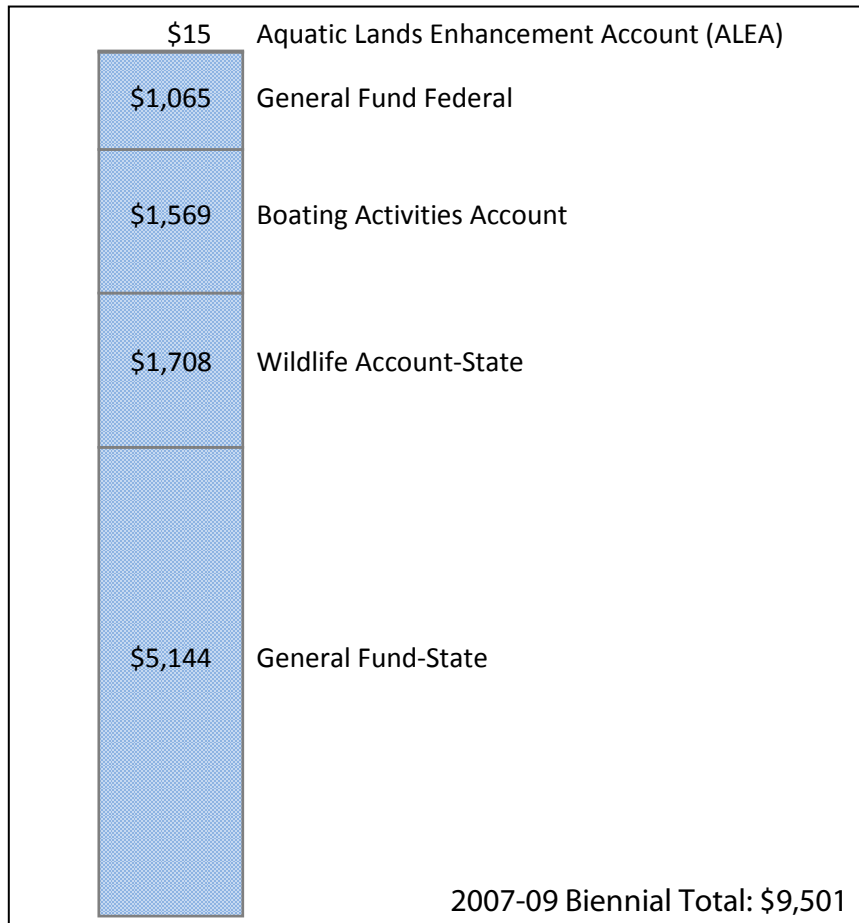 $15 Aquatic Lands Enhancement Account (ALEA)
$1,065 General Fund Federal
$1,569 Boating Activities Account
$1,708 Wildlife Account-State
$5,144 General Fund-State
2007-09 Biennial Total: $9,501